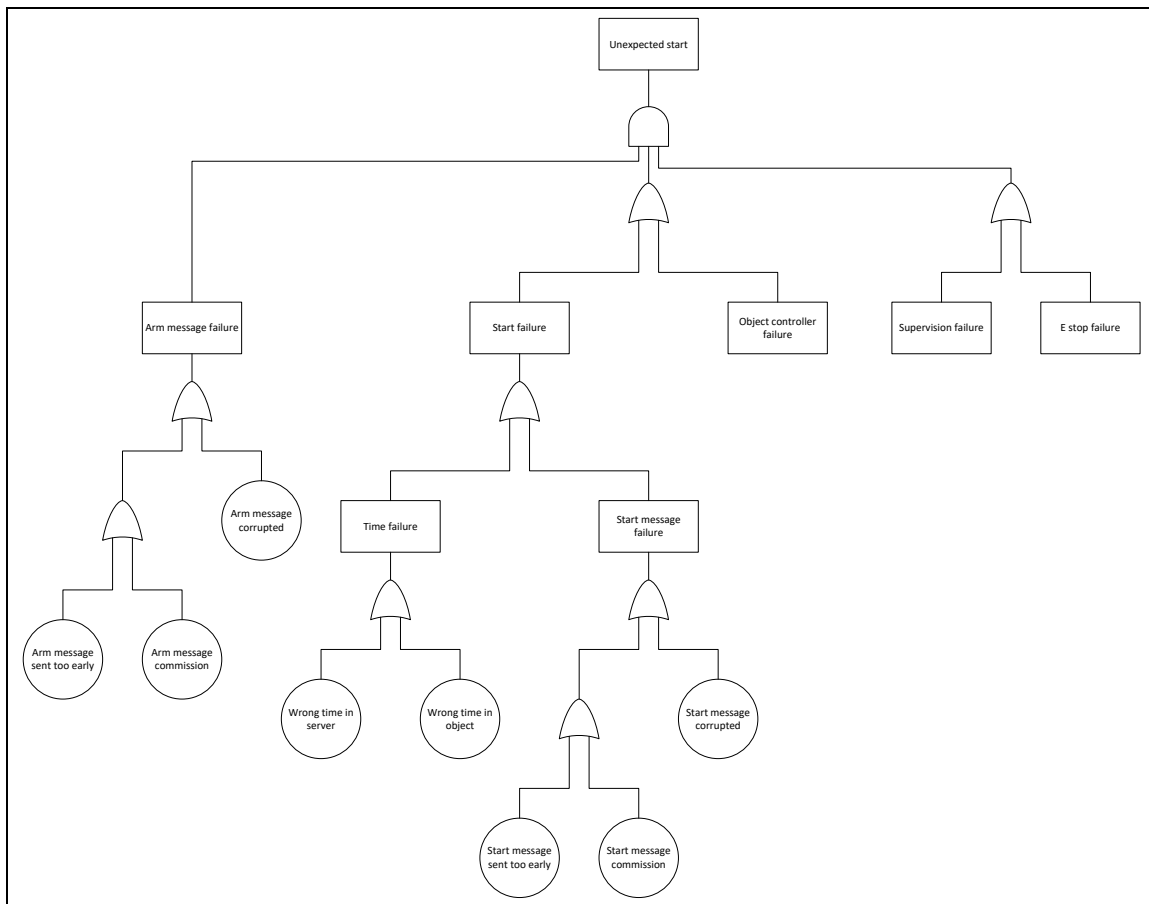 Unexpected start
Arm message failure
Start failure
Object controller
failure
Supervision failure
E stop failure
Arm message
corrupted
Time failure
Start message
failure
Arm message
sent too early
Arm message
commission
Wrong time in
server
Wrong time in
object
Start message
corrupted
Start message
sent too early
Start message
commission